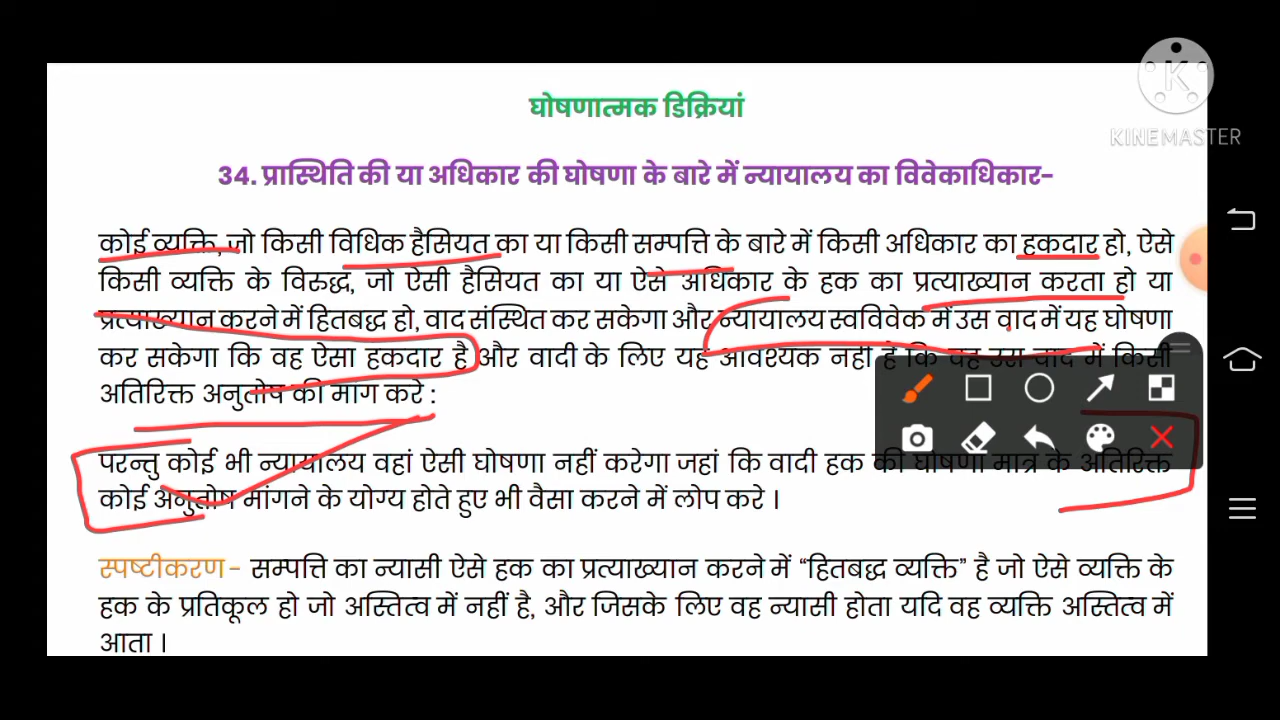 घोषणात्मक डिक्रियां
KINEMASTER
34. प्रास्थिति की या अधिकार की घोषणा के बारे में न्यायालय का विवेकाधिकार-
कोई व्यक्ति, जो किसी विधिक हैसियत का या किसी सम्पत्ति के बारे में किसी अधिकार का हकदार हो, ऐसे
किसी व्यक्ति के विरुद्ध, जो ऐसी हैसियत का या ऐसे अधिकार के हक का प्रत्याख्यान करता हो या
प्रत्याख्यान करने में हितबद्ध हो, वाद संस्थित कर सकेगा और न्यायालय स्वविवेक में उस वाद में यह घोषणा
कर सकेगा कि वह ऐसा हकदार है और वादी के लिए यह आवश्यक नहीं है कि वह उस वाद में किसी
अतिरिक्त अनुतोष की मांग करे :
परन्तु कोई भी न्यायालय वहां ऐसी घोषणा नहीं करेगा जहां कि वादी हक की घोषणा मात्र के अतिरिक्त
कोई अनुतोष मांगने के योग्य होते हुए भी वैसा करने में लोप करे ।
स्पष्टीकरण- सम्पत्ति का न्यासी ऐसे हक का प्रत्याख्यान करने में “हितबद्ध व्यक्ति” है जो ऐसे व्यक्ति के
हक के प्रतिकूल हो जो अस्तित्व में नहीं है, और जिसके लिए वह न्यासी होता यदि वह व्यक्ति अस्तित्व में
आता ।